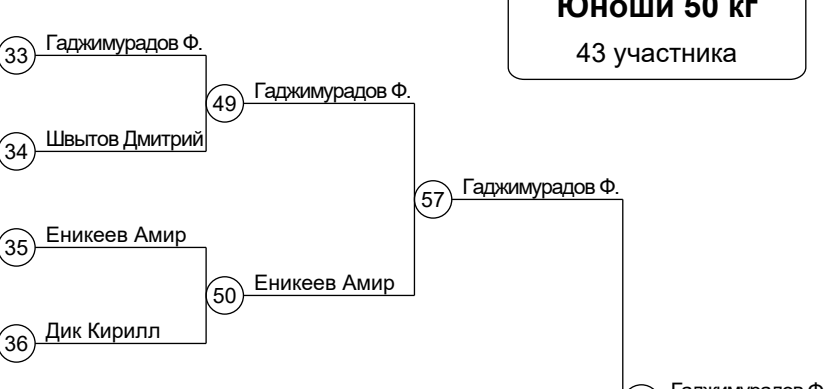 Юноши 50 кг
43 участника
33 Гаджимурадов Ф.
49 Гаджимурадов Ф.
34 Швытов Дмитрий
57 Гаджимурадов Ф.
35 Еникеев Амир
50 Еникеев Амир
36 Дик Кирилл
Гаджимурадов Ф